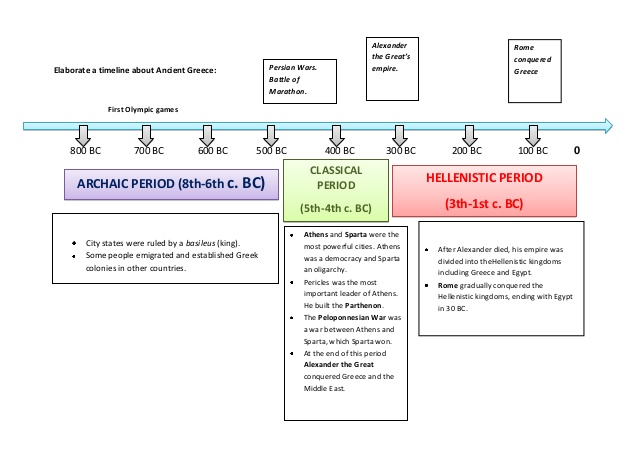 Elaborate a timeline about Ancient Greece:
Persian Wars.
Battle of
Marathon.
Alexander
the Great's
empire.
Rome
conquered
Greece
First Olympic games
800 BC 700 BC 600 BC 500 BC 400 BC 300 BC 200 BC 100 BC 0
ARCHAIC PERIOD (8th-6th c. BC)
CLASSICAL
PERIOD
(5th-4th c. BC)
HELLENISTIC PERIOD
(3th-1st c. BC)
• City states were ruled by a basileus (king).
• Some people emigrated and established Greek
colonies in other countries.
• Athens and Sparta were the
most powerful cities. Athens
was a democracy and Sparta
an oligarchy.
• Pericles was the most
important leader of Athens.
He built the Parthenon.
• The Peloponnesian War was
a war between Athens and
Sparta, which Sparta won.
• At the end of this period
Alexander the Great
conquered Greece and the
Middle East.
• After Alexander died, his empire was
divided into theHellenistic kingdoms
including Greece and Egypt.
• Rome gradually conquered the
Hellenistic kingdoms, ending with Egypt
in 30 BC.